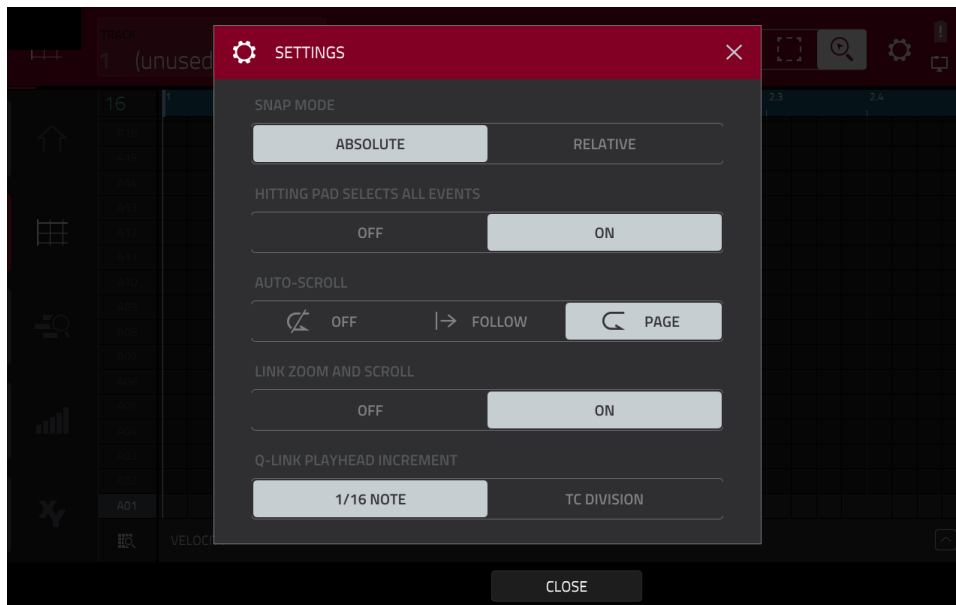 TRACK
1 (unused
SETTINGS
16
1
2.3
2.4
SNAP MODE
ABSOLUTE
RELATIVE
HITTING PAD SELECTS ALL EVENTS
OFF
ON
AUTO-SCROLL
OFF
FOLLOW
PAGE
LINK ZOOM AND SCROLL
OFF
ON
Q-LINK PLAYHEAD INCREMENT
1/16 NOTE
TC DIVISION
A01
XY
VELOCI
CLOSE